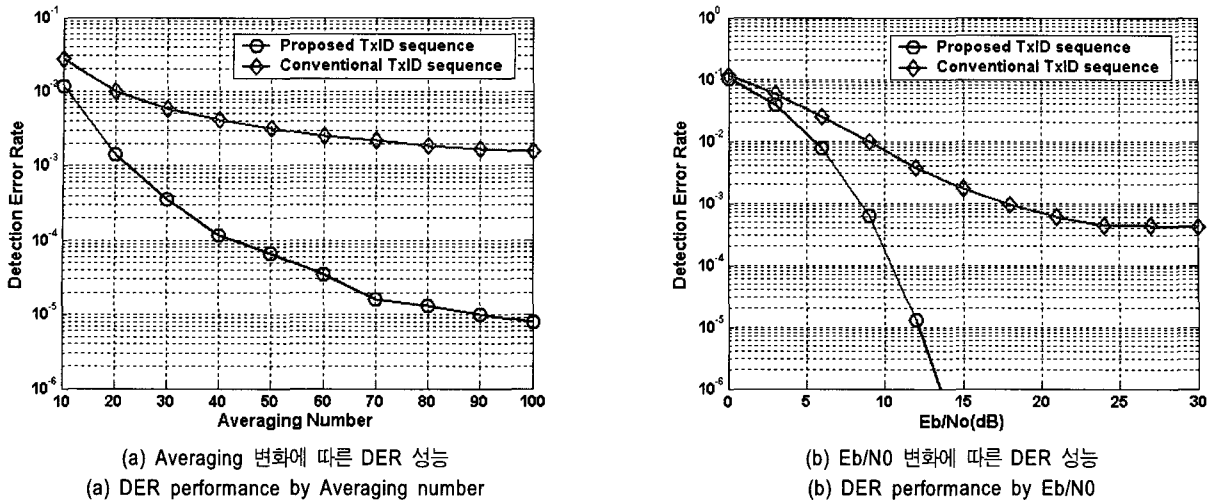 10^-1
10^-2
10^-3
10^-4
10^-5
10^-6
Detection Error Rate
Proposed TxID sequence
Conventional TxID sequence
10 20 30 40 50 60 70 80 90 100
Averaging Number
(a) Averaging 변화에 따른 DER 성능
(a) DER performance by Averaging number
10^0
10^-1
10^-2
10^-3
10^-4
10^-5
10^-6
Detection Error Rate
Proposed TxID sequence
Conventional TxID sequence
0 5 10 15 20 25 30
Eb/No(dB)
(b) Eb/N0 변화에 따른 DER 성능
(b) DER performance by Eb/N0